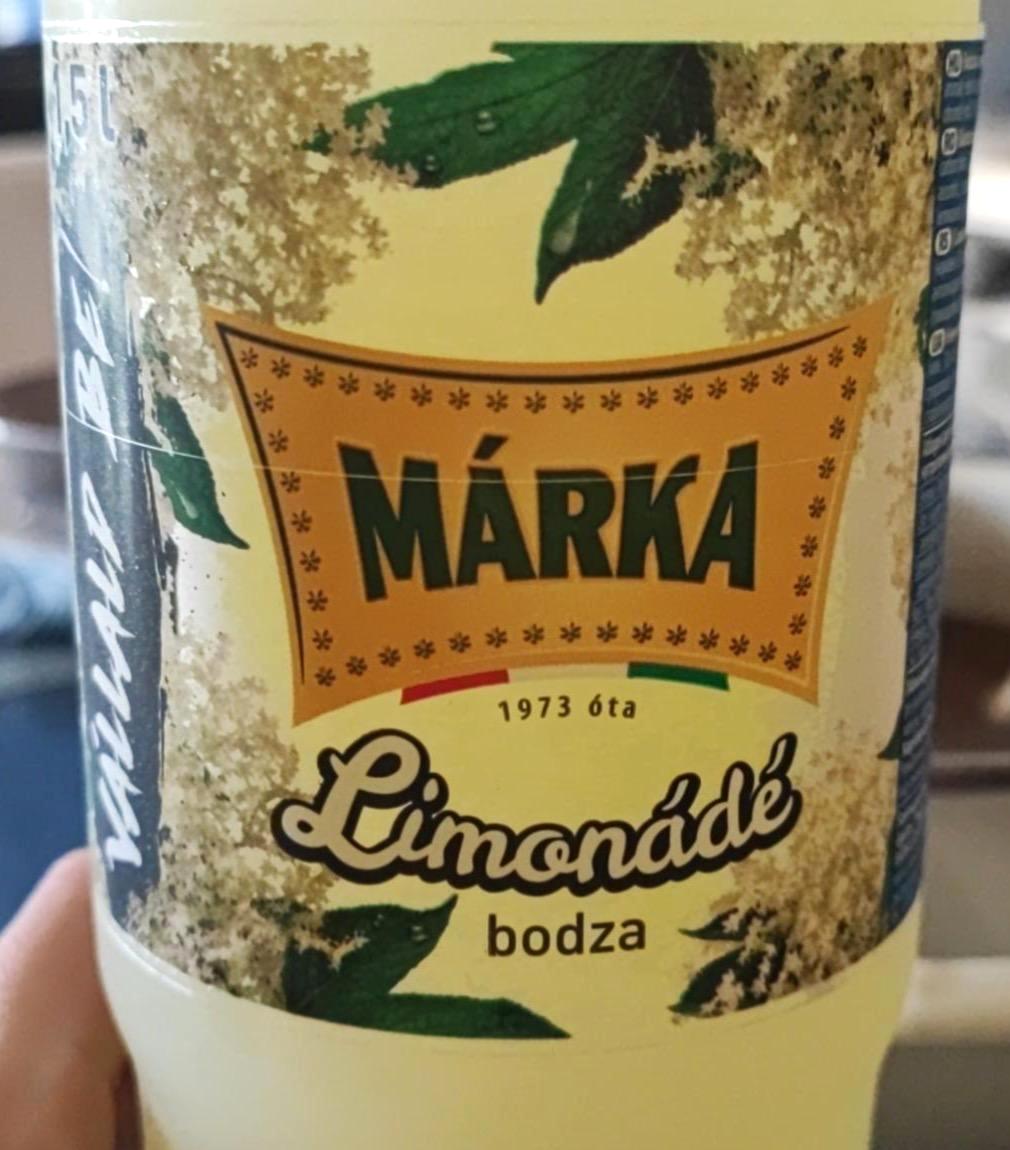 1,5 l
VÁLLALD BE!
MÁRKA
1973 óta
Limonádé
bodza